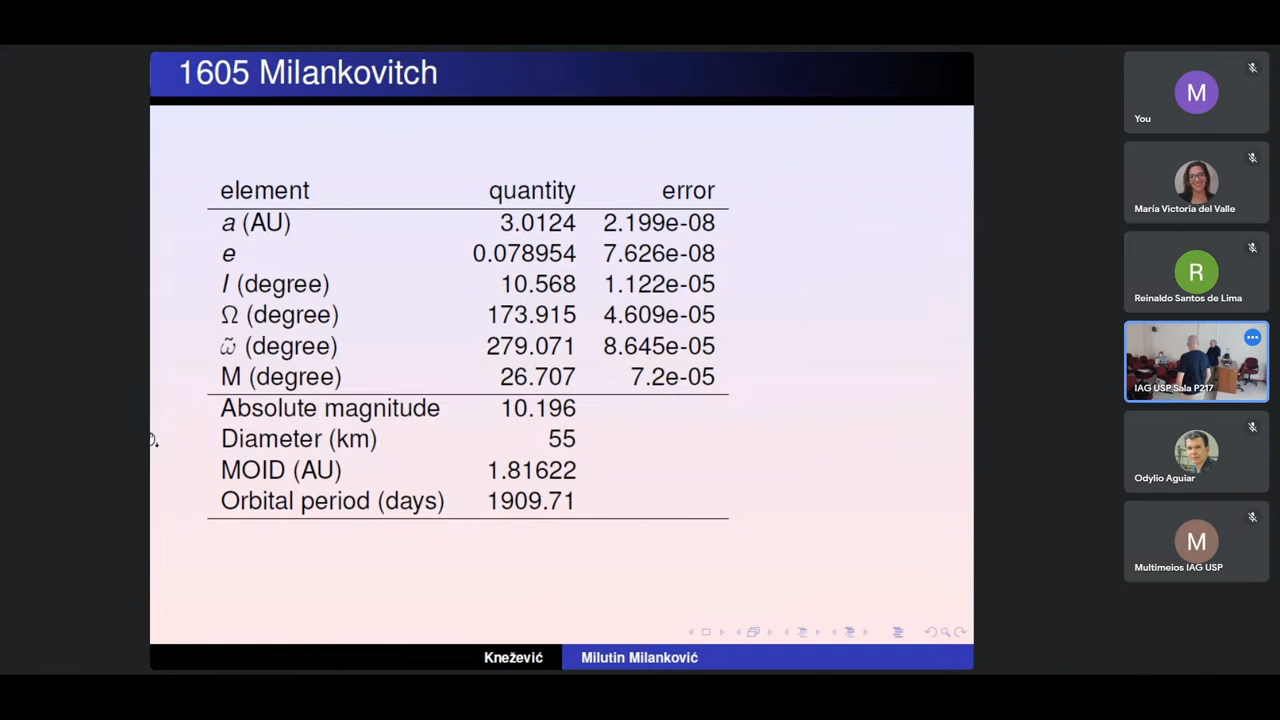 1605 Milankovitch
element quantity error
a (AU) 3.0124 2.199e-08
e 0.078954 7.626e-08
I (degree) 10.568 1.122e-05
Ω (degree) 173.915 4.609e-05
ω̃ (degree) 279.071 8.645e-05
M (degree) 26.707 7.2e-05
Absolute magnitude 10.196
Diameter (km) 55
MOID (AU) 1.81622
Orbital period (days) 1909.71
Knežević Milutin Milanković
M
You
María Victoria del Valle
R
Reinaldo Santos de Lima
IAG USP Sala P217
Odylio Aguiar
M
Multimeios IAG USP